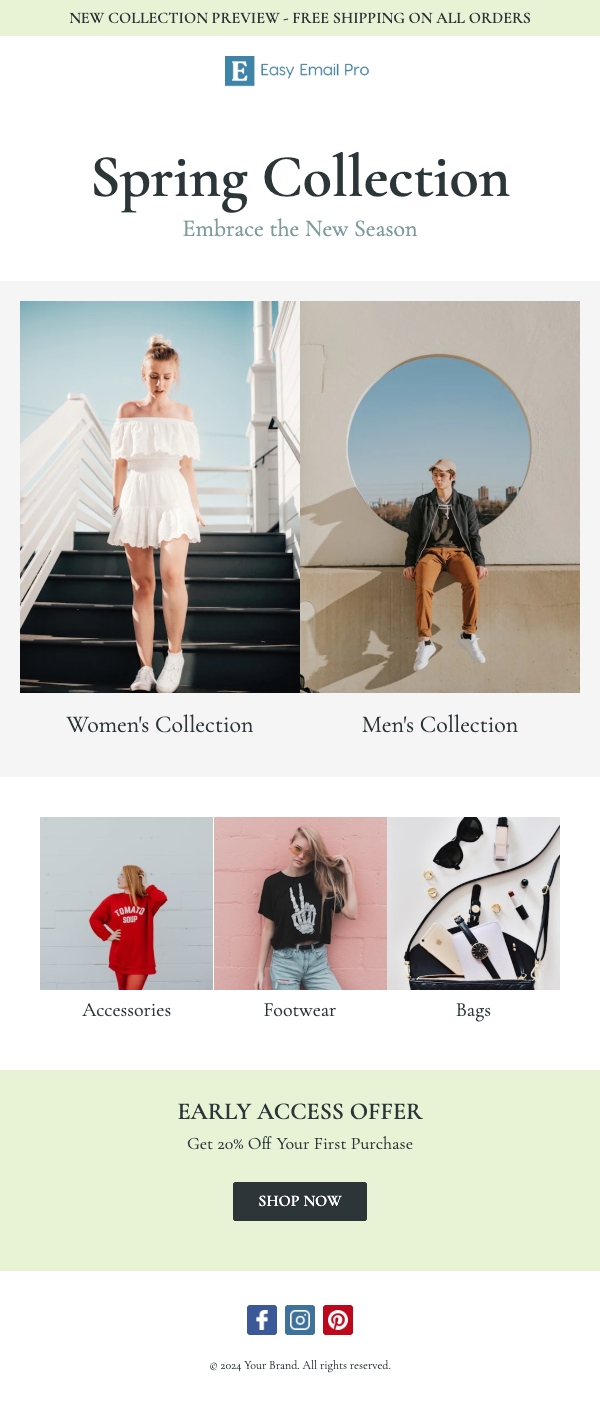 NEW COLLECTION PREVIEW - FREE SHIPPING ON ALL ORDERS
E Easy Email Pro
Spring Collection
Embrace the New Season
Women's Collection
Men's Collection
TOMATO
SOUP
Accessories
Footwear
Bags
EARLY ACCESS OFFER
Get 20% Off Your First Purchase
SHOP NOW
© 2024 Your Brand. All rights reserved.